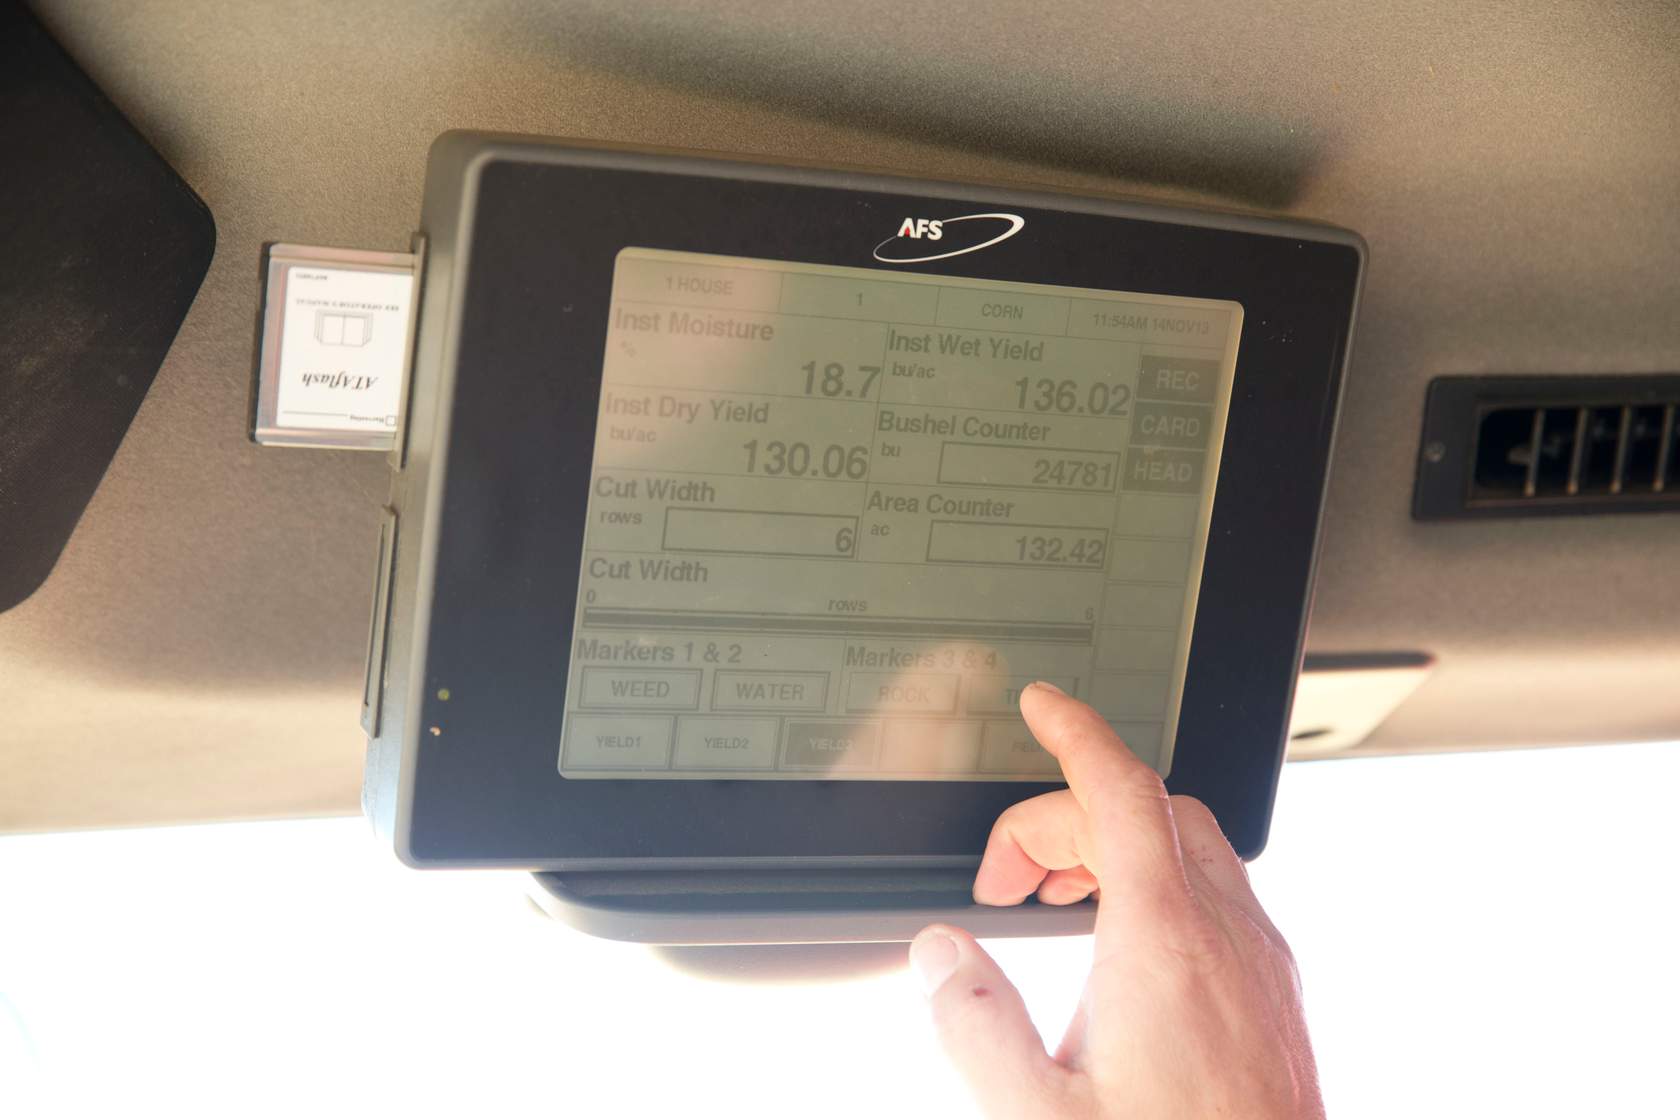 AFS
1 HOUSE 1 CORN 11:54AM 14NOV13
Inst Moisture
%
18.7
Inst Wet Yield
bu/ac
136.02
REC
Inst Dry Yield
bu/ac
130.06
Bushel Counter
bu
24781
CARD
HEAD
Cut Width
rows
6
Area Counter
ac
132.42
Cut Width
0 rows 6
Markers 1 & 2 Markers 3 & 4
WEED WATER ROCK
YIELD1 YIELD2 YIELD3
ATAflash